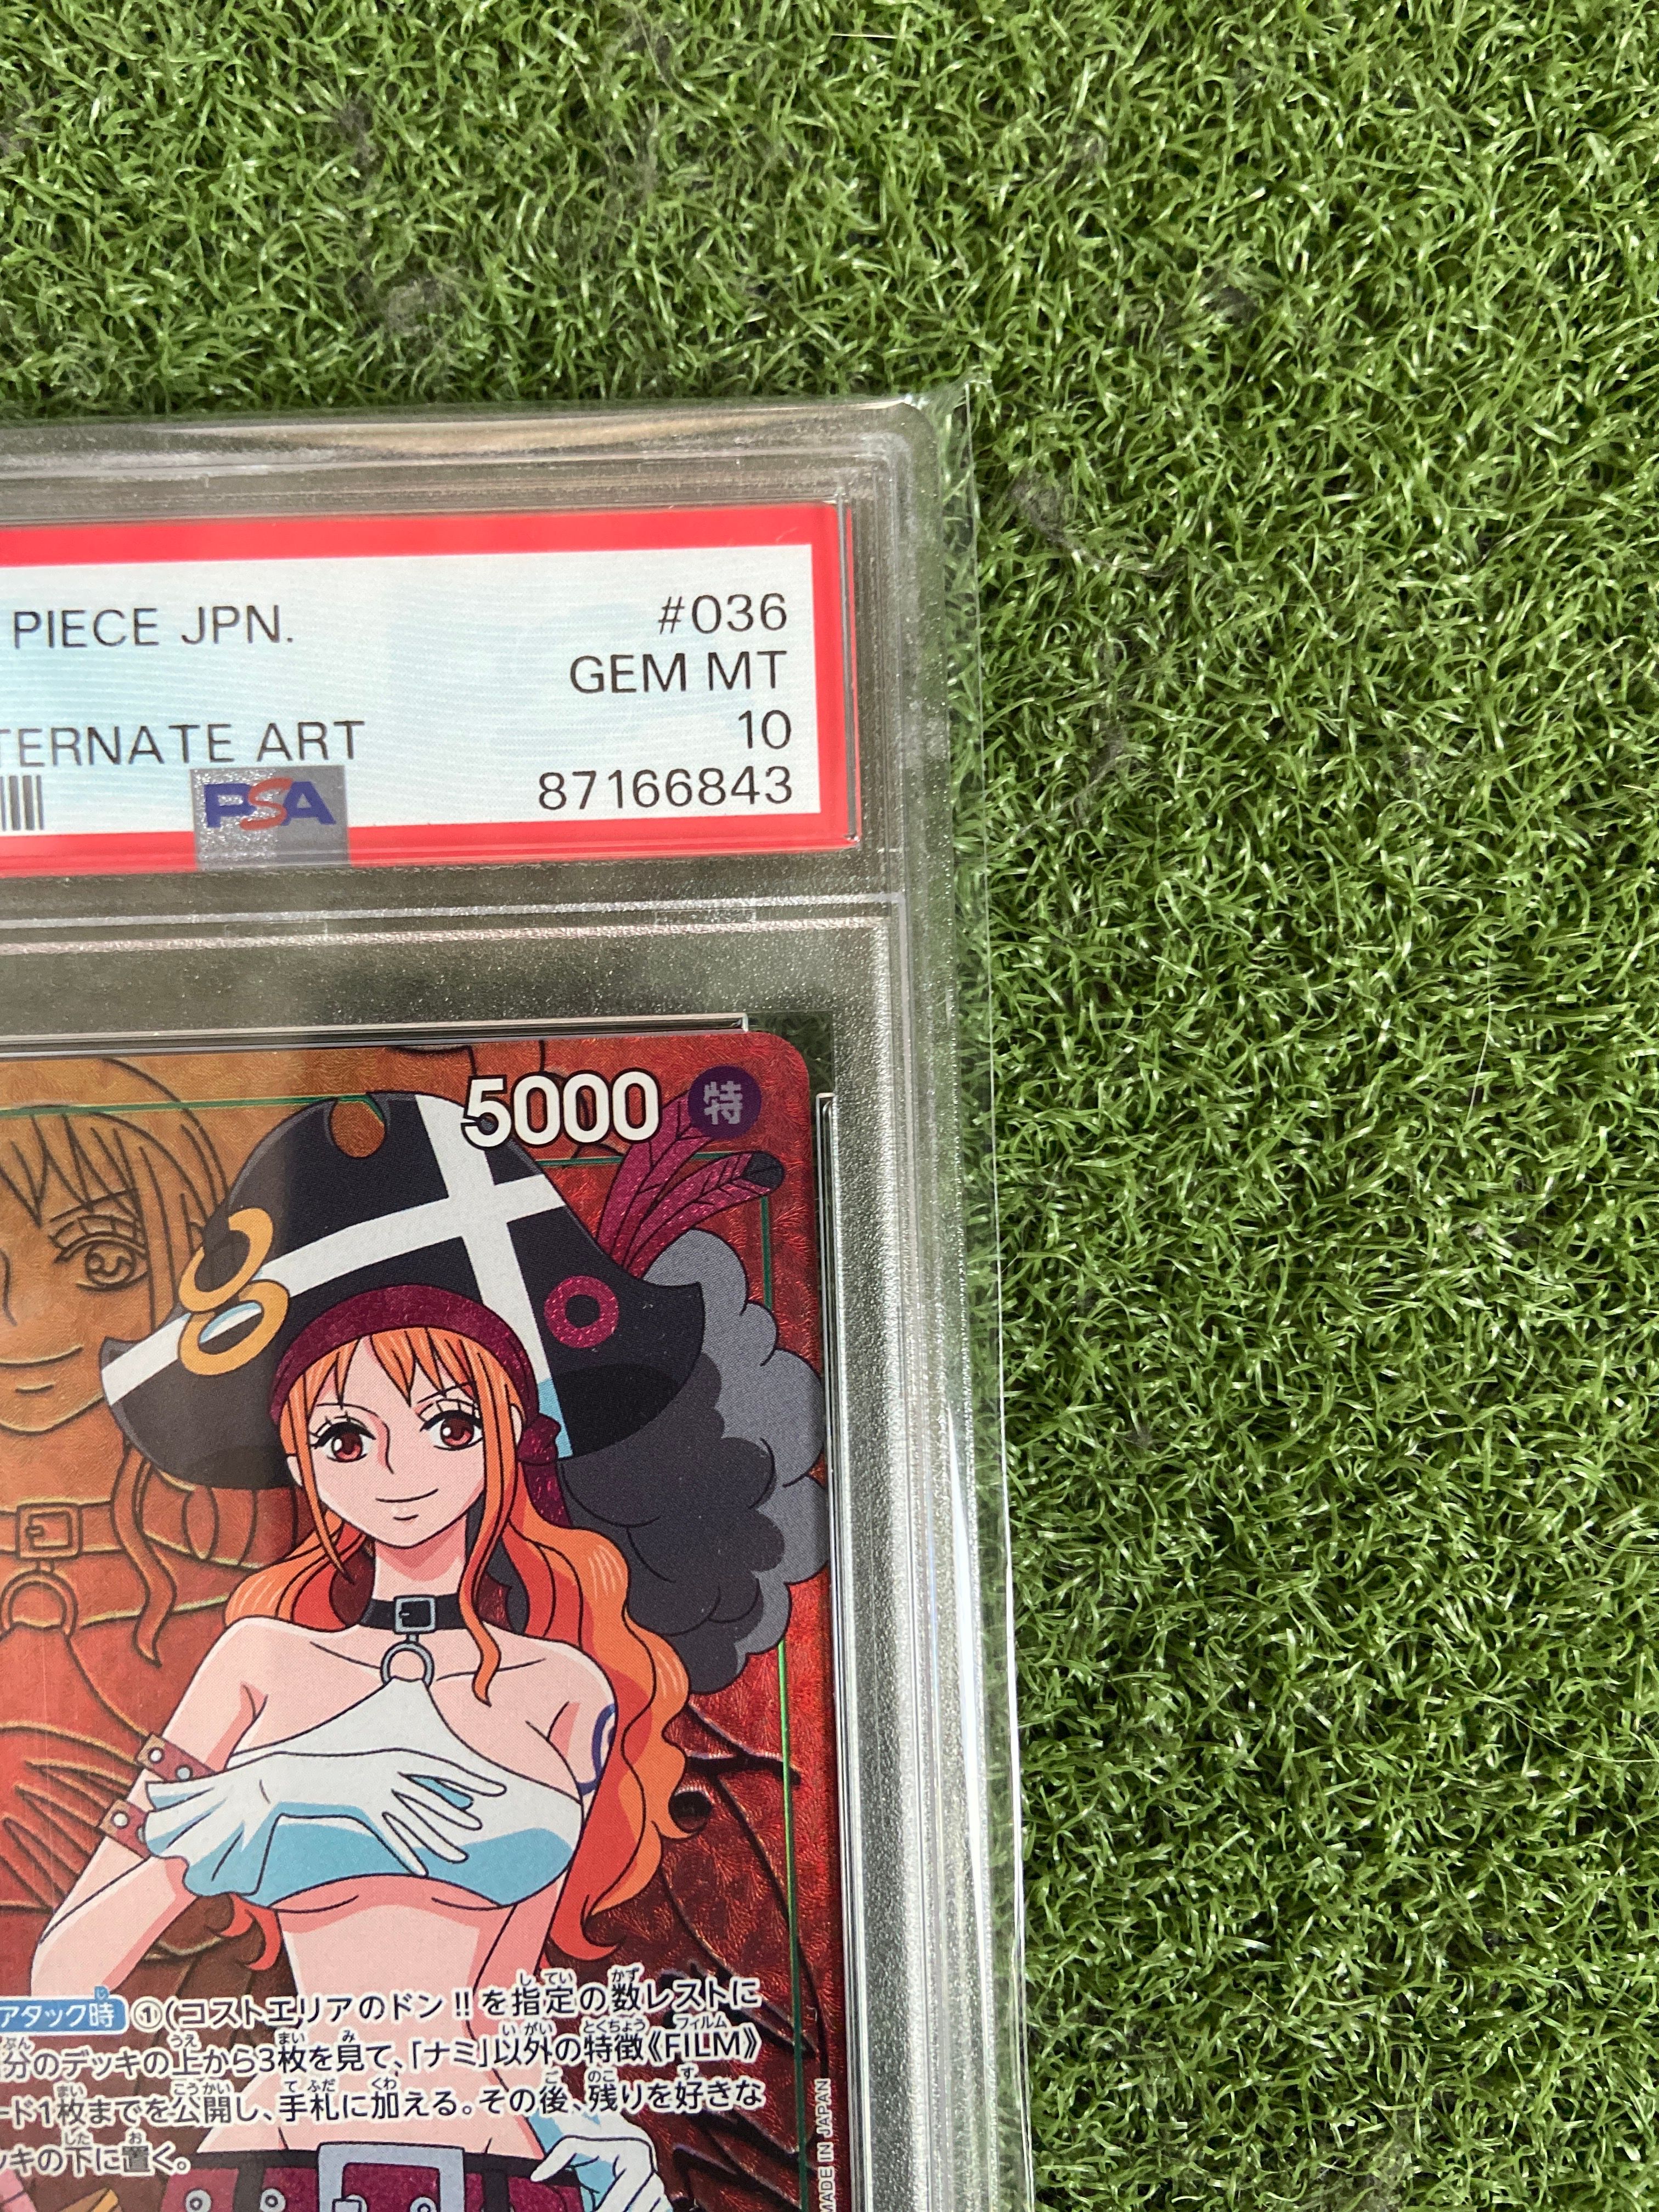 PIECE JPN.
#036
GEM MT
TERNATE ART
10
PSA
87166843
5000 特
アタック時 ①(コストエリアのドン!!を指定の数レストに
分のデッキの上から3枚を見て、「ナミ」以外の特徴《FILM》
ード1枚までを公開し、手札に加える。その後、残りを好きな
ッキの下に置く。
MADE IN JAPAN